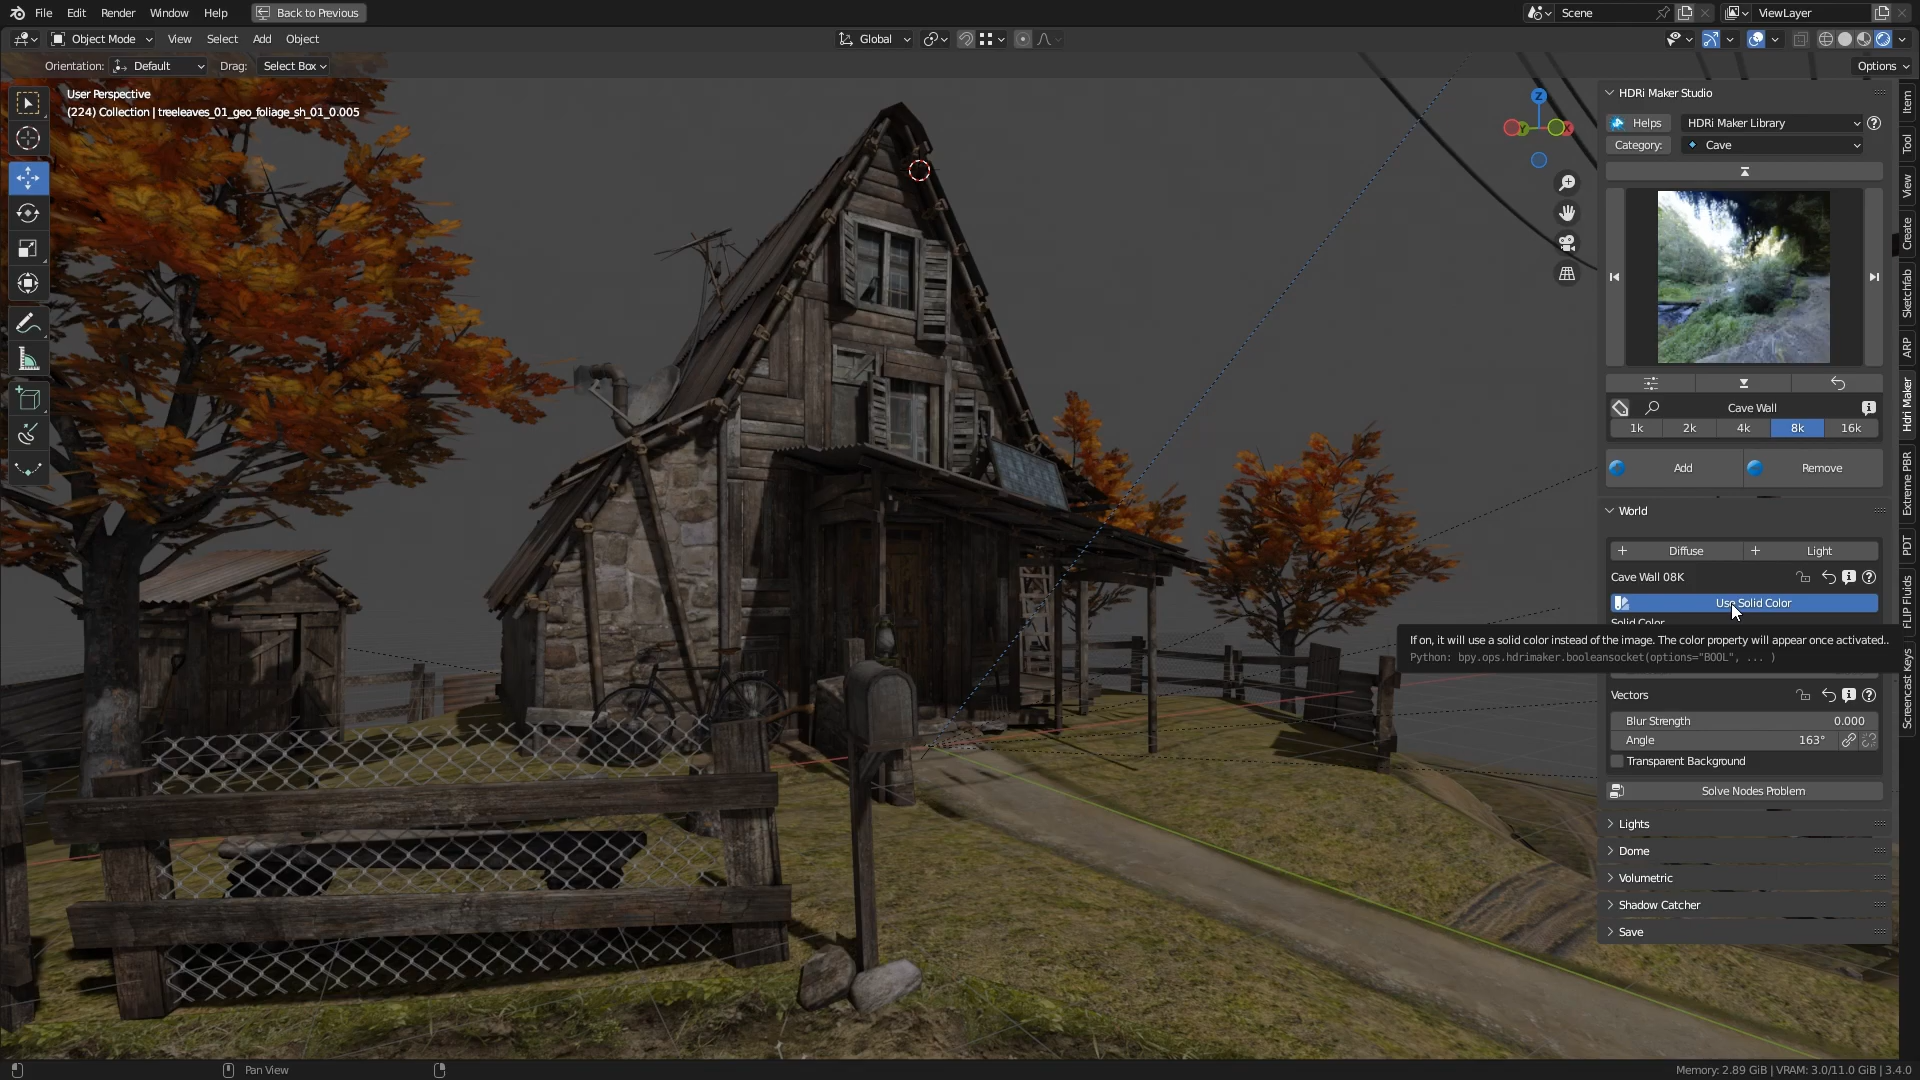 File Edit Render Window Help Back to Previous Scene ViewLayer
Object Mode View Select Add Object Global
Orientation: Default Drag: Select Box Options
User Perspective
(224) Collection | treeleaves_01_geo_foliage_sh_01_0.005
Z
Y
HDRi Maker Studio
Helps HDRi Maker Library
Category: Cave
Cave Wall
1k 2k 4k 8k 16k
Add Remove
World
Diffuse Light
Cave Wall 08K
Use Solid Color
Solid Color
If on, it will use a solid color instead of the image. The color property will appear once activated..
Python: bpy.ops.hdrimaker.booleansocket(options="BOOL", ... )
Vectors
Blur Strength 0.000
Angle 163°
Transparent Background
Solve Nodes Problem
Lights
Dome
Volumetric
Shadow Catcher
Save
Item
Tool
View
Create
Sketchfab
ARP
Hdri Maker
Extreme PBR
PDT
FLIP Fluids
Screencast Keys
Pan View
Memory: 2.89 GiB | VRAM: 3.0/11.0 GiB | 3.4.0